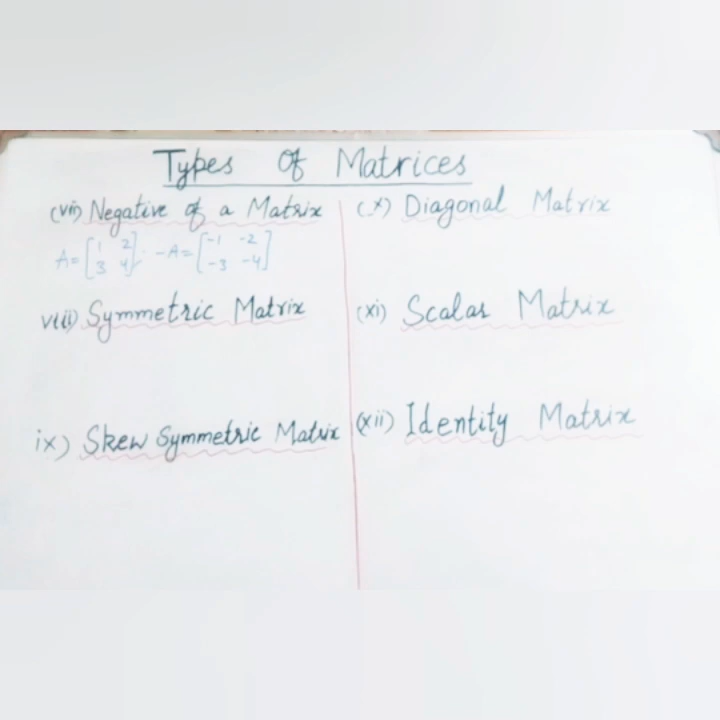 Types Of Matrices
(vii) Negative of a Matrix
A=[1 2
3 4], -A=[-1 -2
-3 -4]
viii) Symmetric Matrix
ix) Skew Symmetric Matrix
(x) Diagonal Matrix
(xi) Scalar Matrix
(xii) Identity Matrix